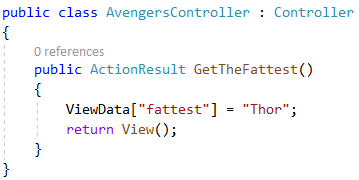 public class AvengersController : Controller
{
0 references
public ActionResult GetTheFattest()
{
ViewData["fattest"] = "Thor";
return View();
}
}